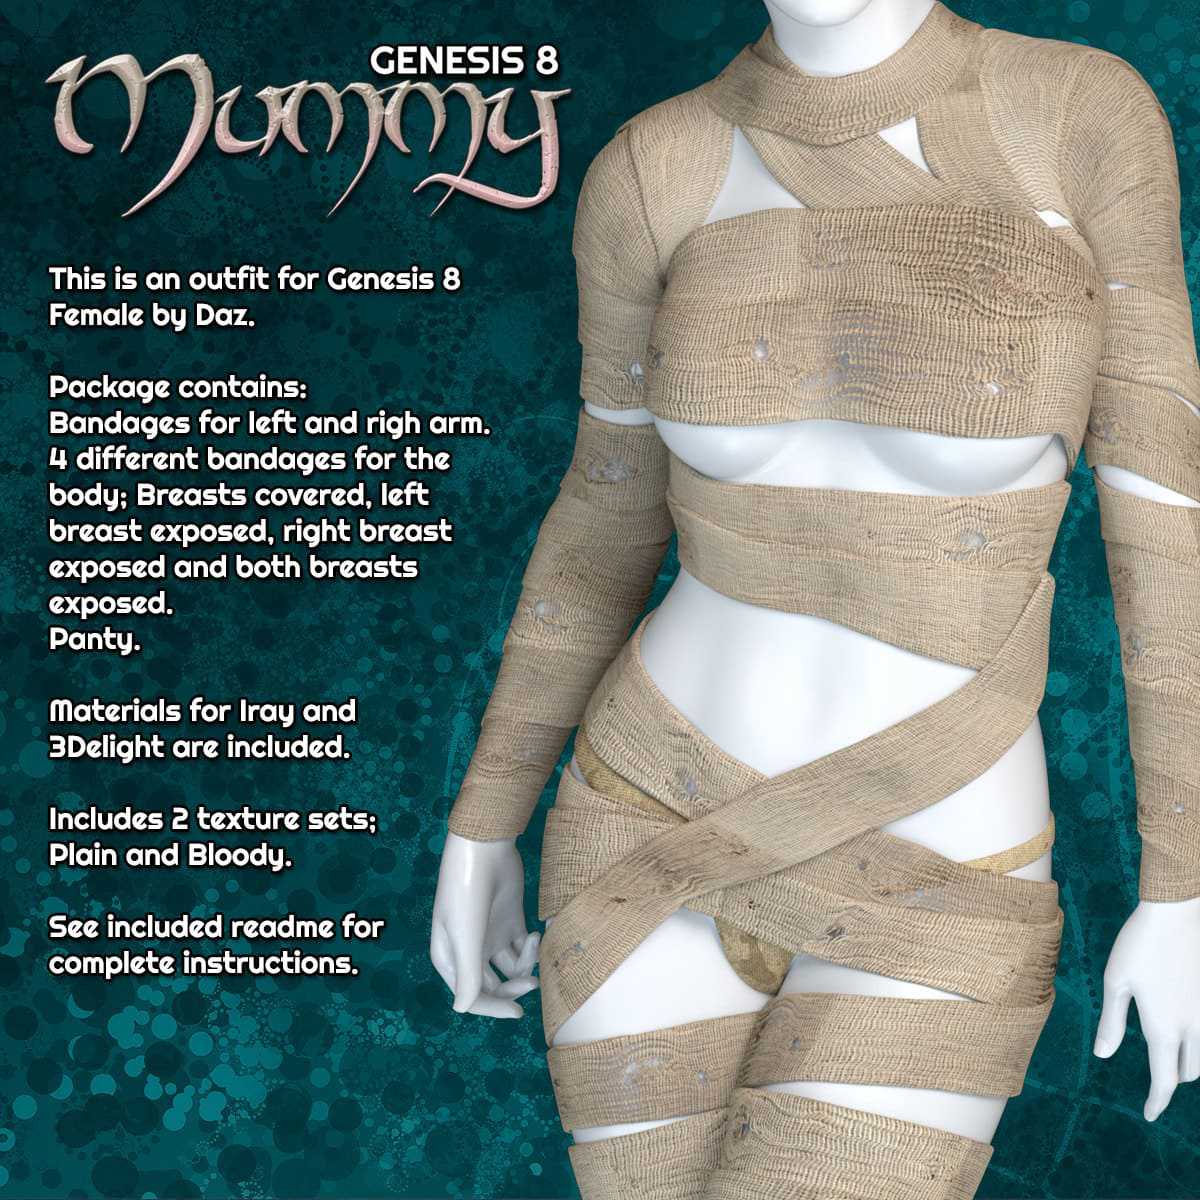 GENESIS 8
Mummy
This is an outfit for Genesis 8
Female by Daz.
Package contains:
Bandages for left and righ arm.
4 different bandages for the
body; Breasts covered, left
breast exposed, right breast
exposed and both breasts
exposed.
Panty.
Materials for Iray and
3Delight are included.
Includes 2 texture sets;
Plain and Bloody.
See included readme for
complete instructions.